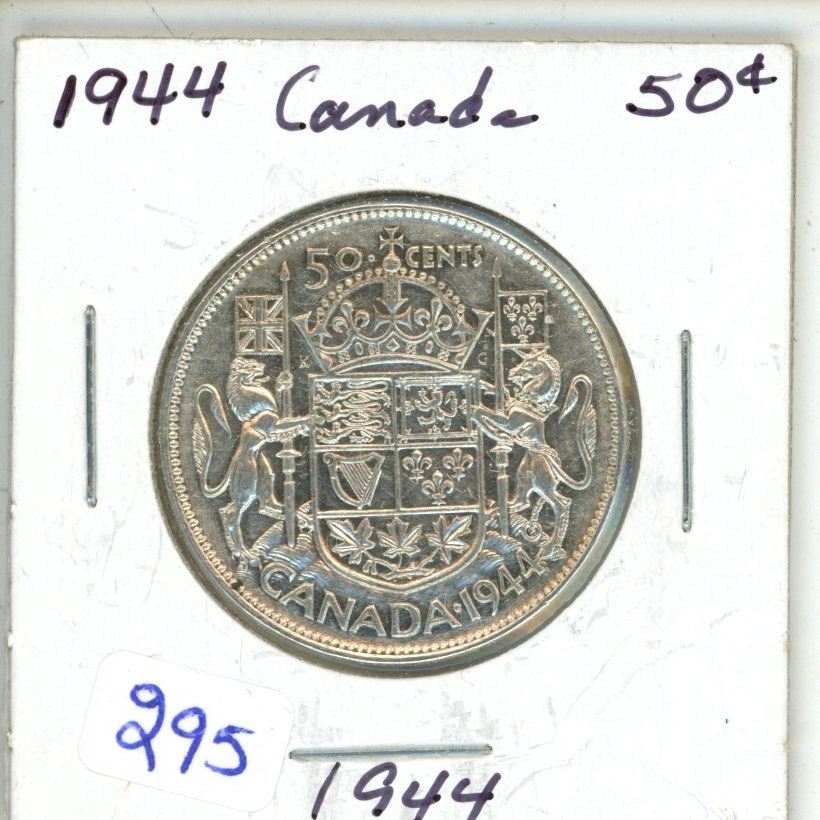 1944 Canada 50¢
50 • CENTS
K G
CANADA • 1944
295
1944